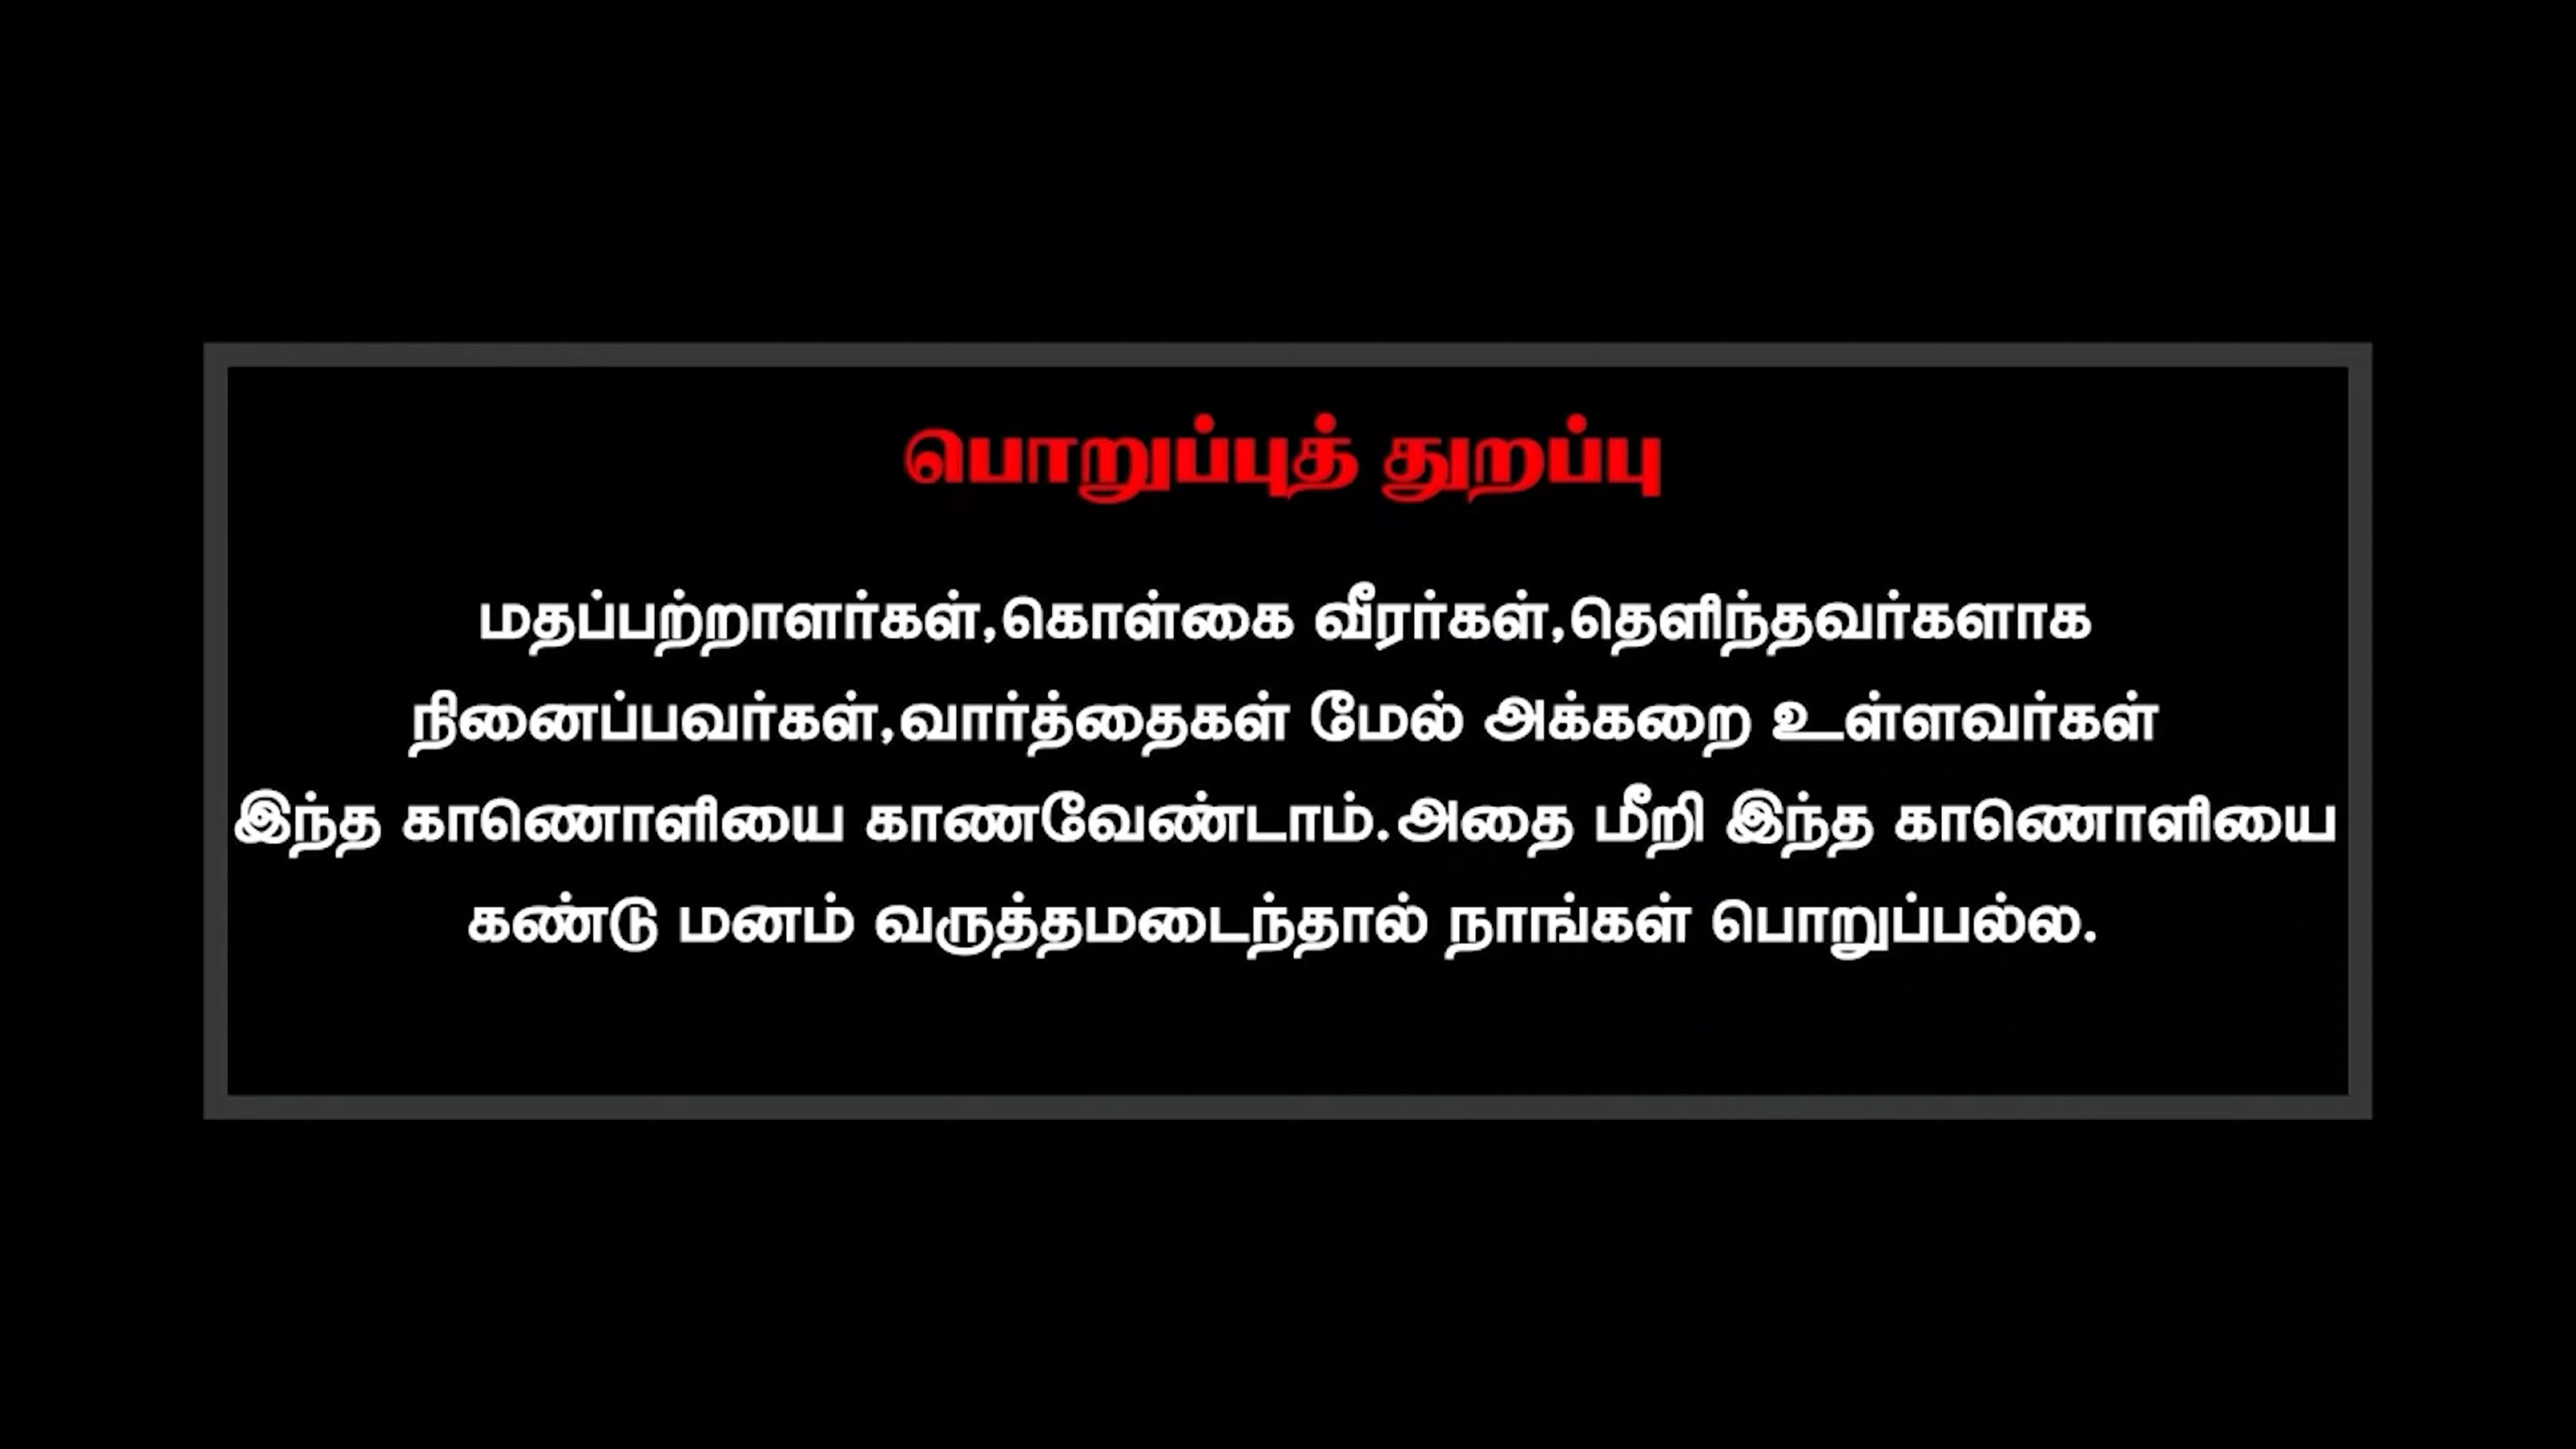 பொறுப்புத் துறப்பு
மதப்பற்றாளர்கள்,கொள்கை வீரர்கள்,தெளிந்தவர்களாக
நினைப்பவர்கள்,வார்த்தைகள் மேல் அக்கறை உள்ளவர்கள்
இந்த காணொளியை காணவேண்டாம்.அதை மீறி இந்த காணொளியை
கண்டு மனம் வருத்தமடைந்தால் நாங்கள் பொறுப்பல்ல.